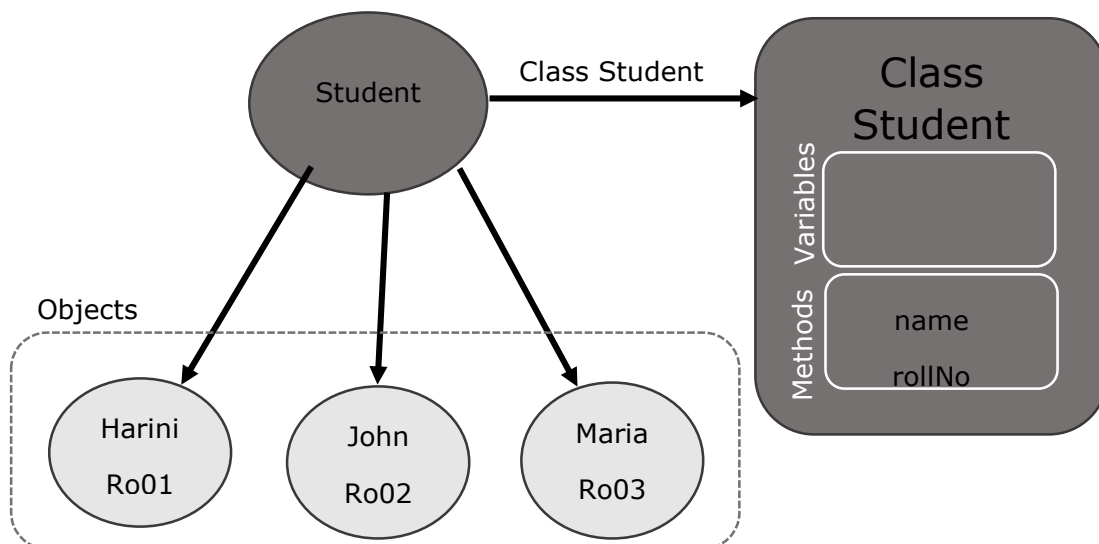 Student
Class Student
Class
Student
Variables
Methods
name
rollNo
Objects
Harini
Ro01
John
Ro02
Maria
Ro03